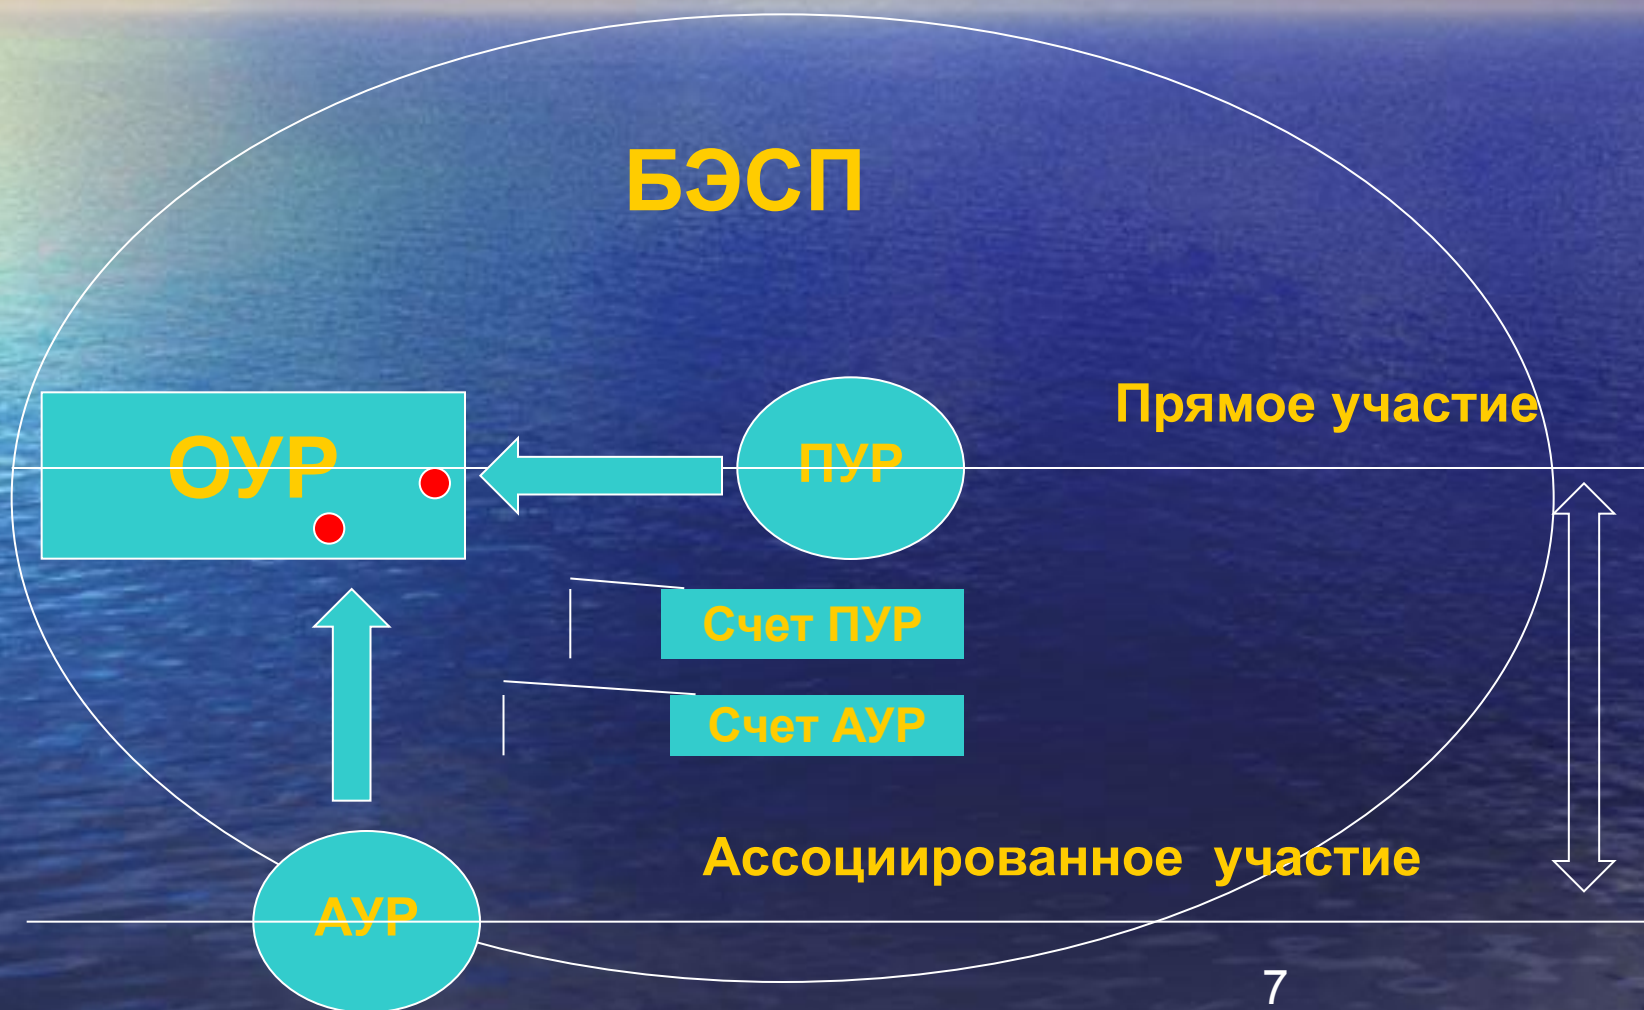 БЭСП
Прямое участие
ОУР
ПУР
Счет ПУР
Счет АУР
Ассоциированное участие
АУР
7